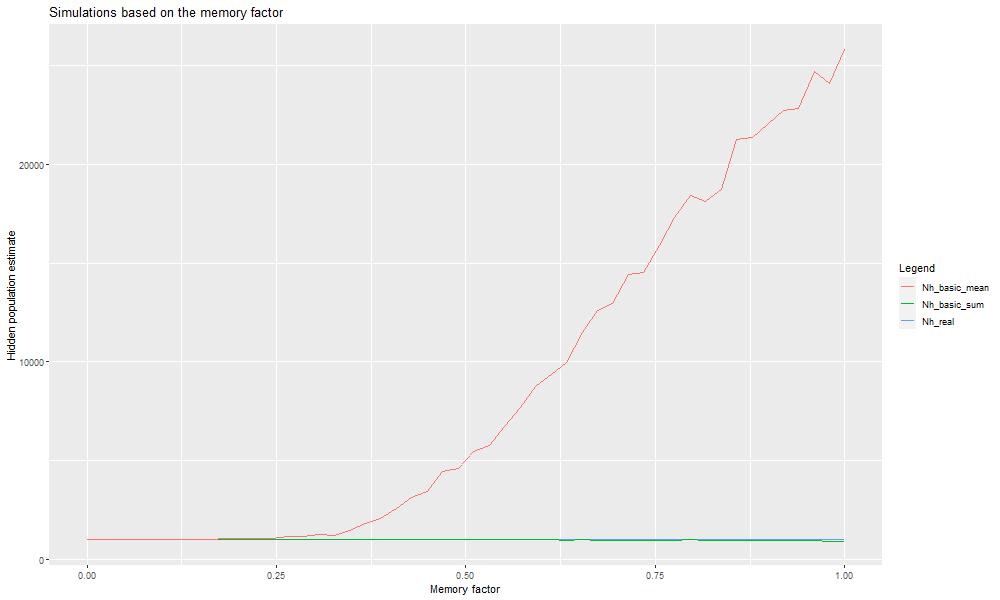 Simulations based on the memory factor
Hidden population estimate
20000
10000
0
0.00
0.25
0.50
0.75
1.00
Memory factor
Legend
Nh_basic_mean
Nh_basic_sum
Nh_real